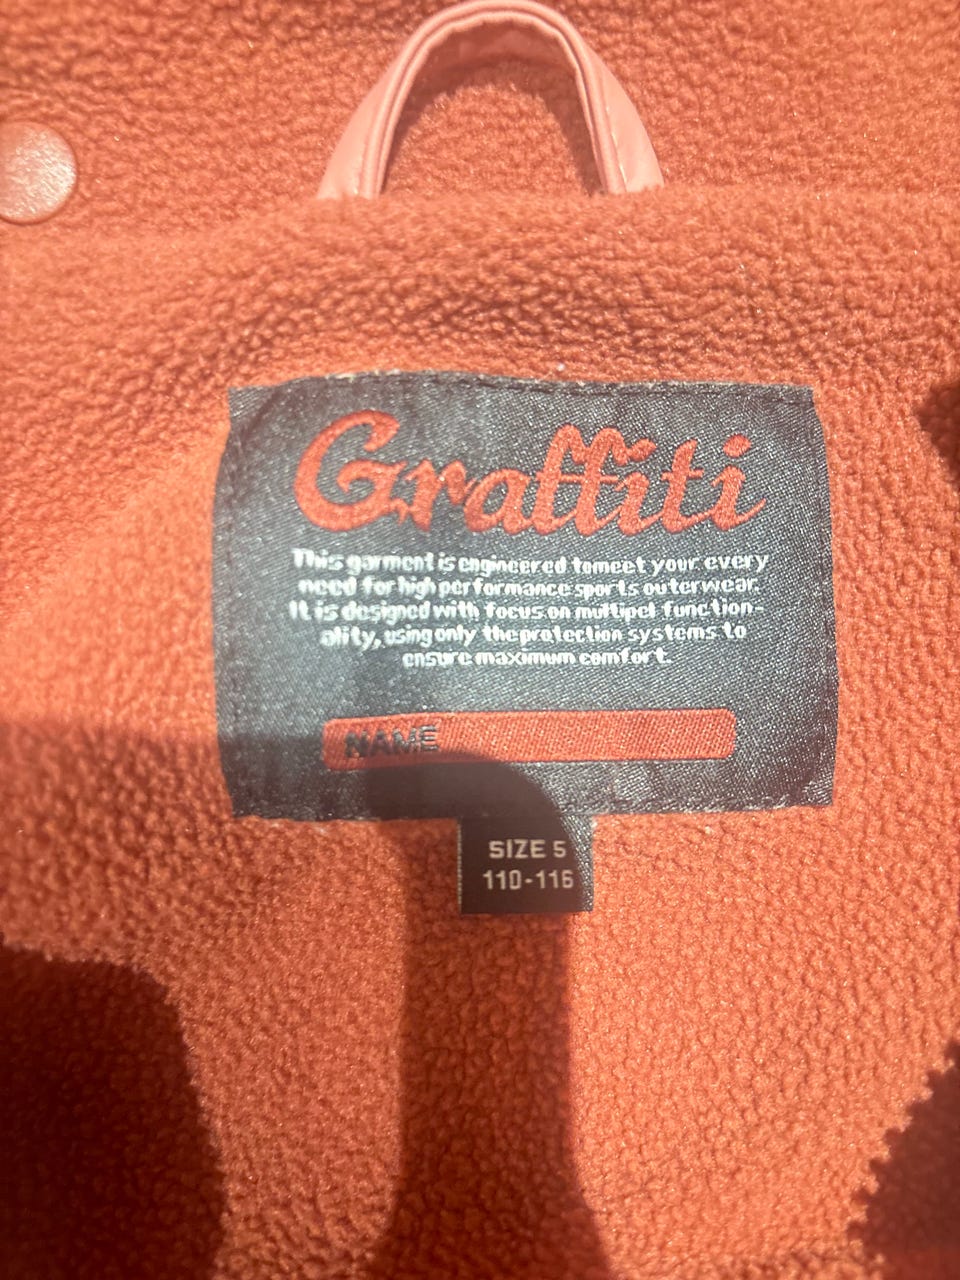 Graffiti
This garment is engineered tomeet your every
need for high performance sports outerwear.
It is designed with focus on multipel function-
ality, using only the protection systems to
ensure maximum comfort.
NAME
SIZE 5
110-116